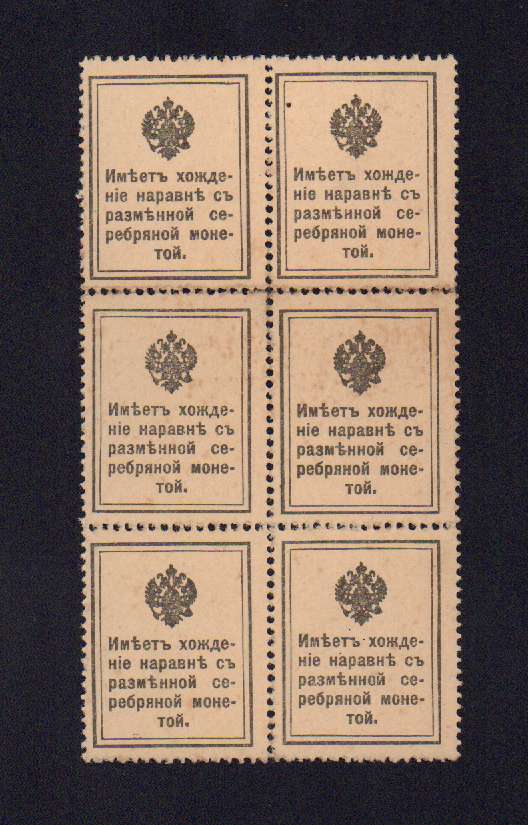 Имѣетъ хожде-
ніе наравнѣ съ
размѣнной се-
ребряной моне-
той.
Имѣетъ хожде-
ніе наравнѣ съ
размѣнной се-
ребряной моне-
той.
Имѣетъ хожде-
ніе наравнѣ съ
размѣнной се-
ребряной моне-
той.
Имѣетъ хожде-
ніе наравнѣ съ
размѣнной се-
ребряной моне-
той.
Имѣетъ хожде-
ніе наравнѣ съ
размѣнной се-
ребряной моне-
той.
Имѣетъ хожде-
ніе наравнѣ съ
размѣнной се-
ребряной моне-
той.